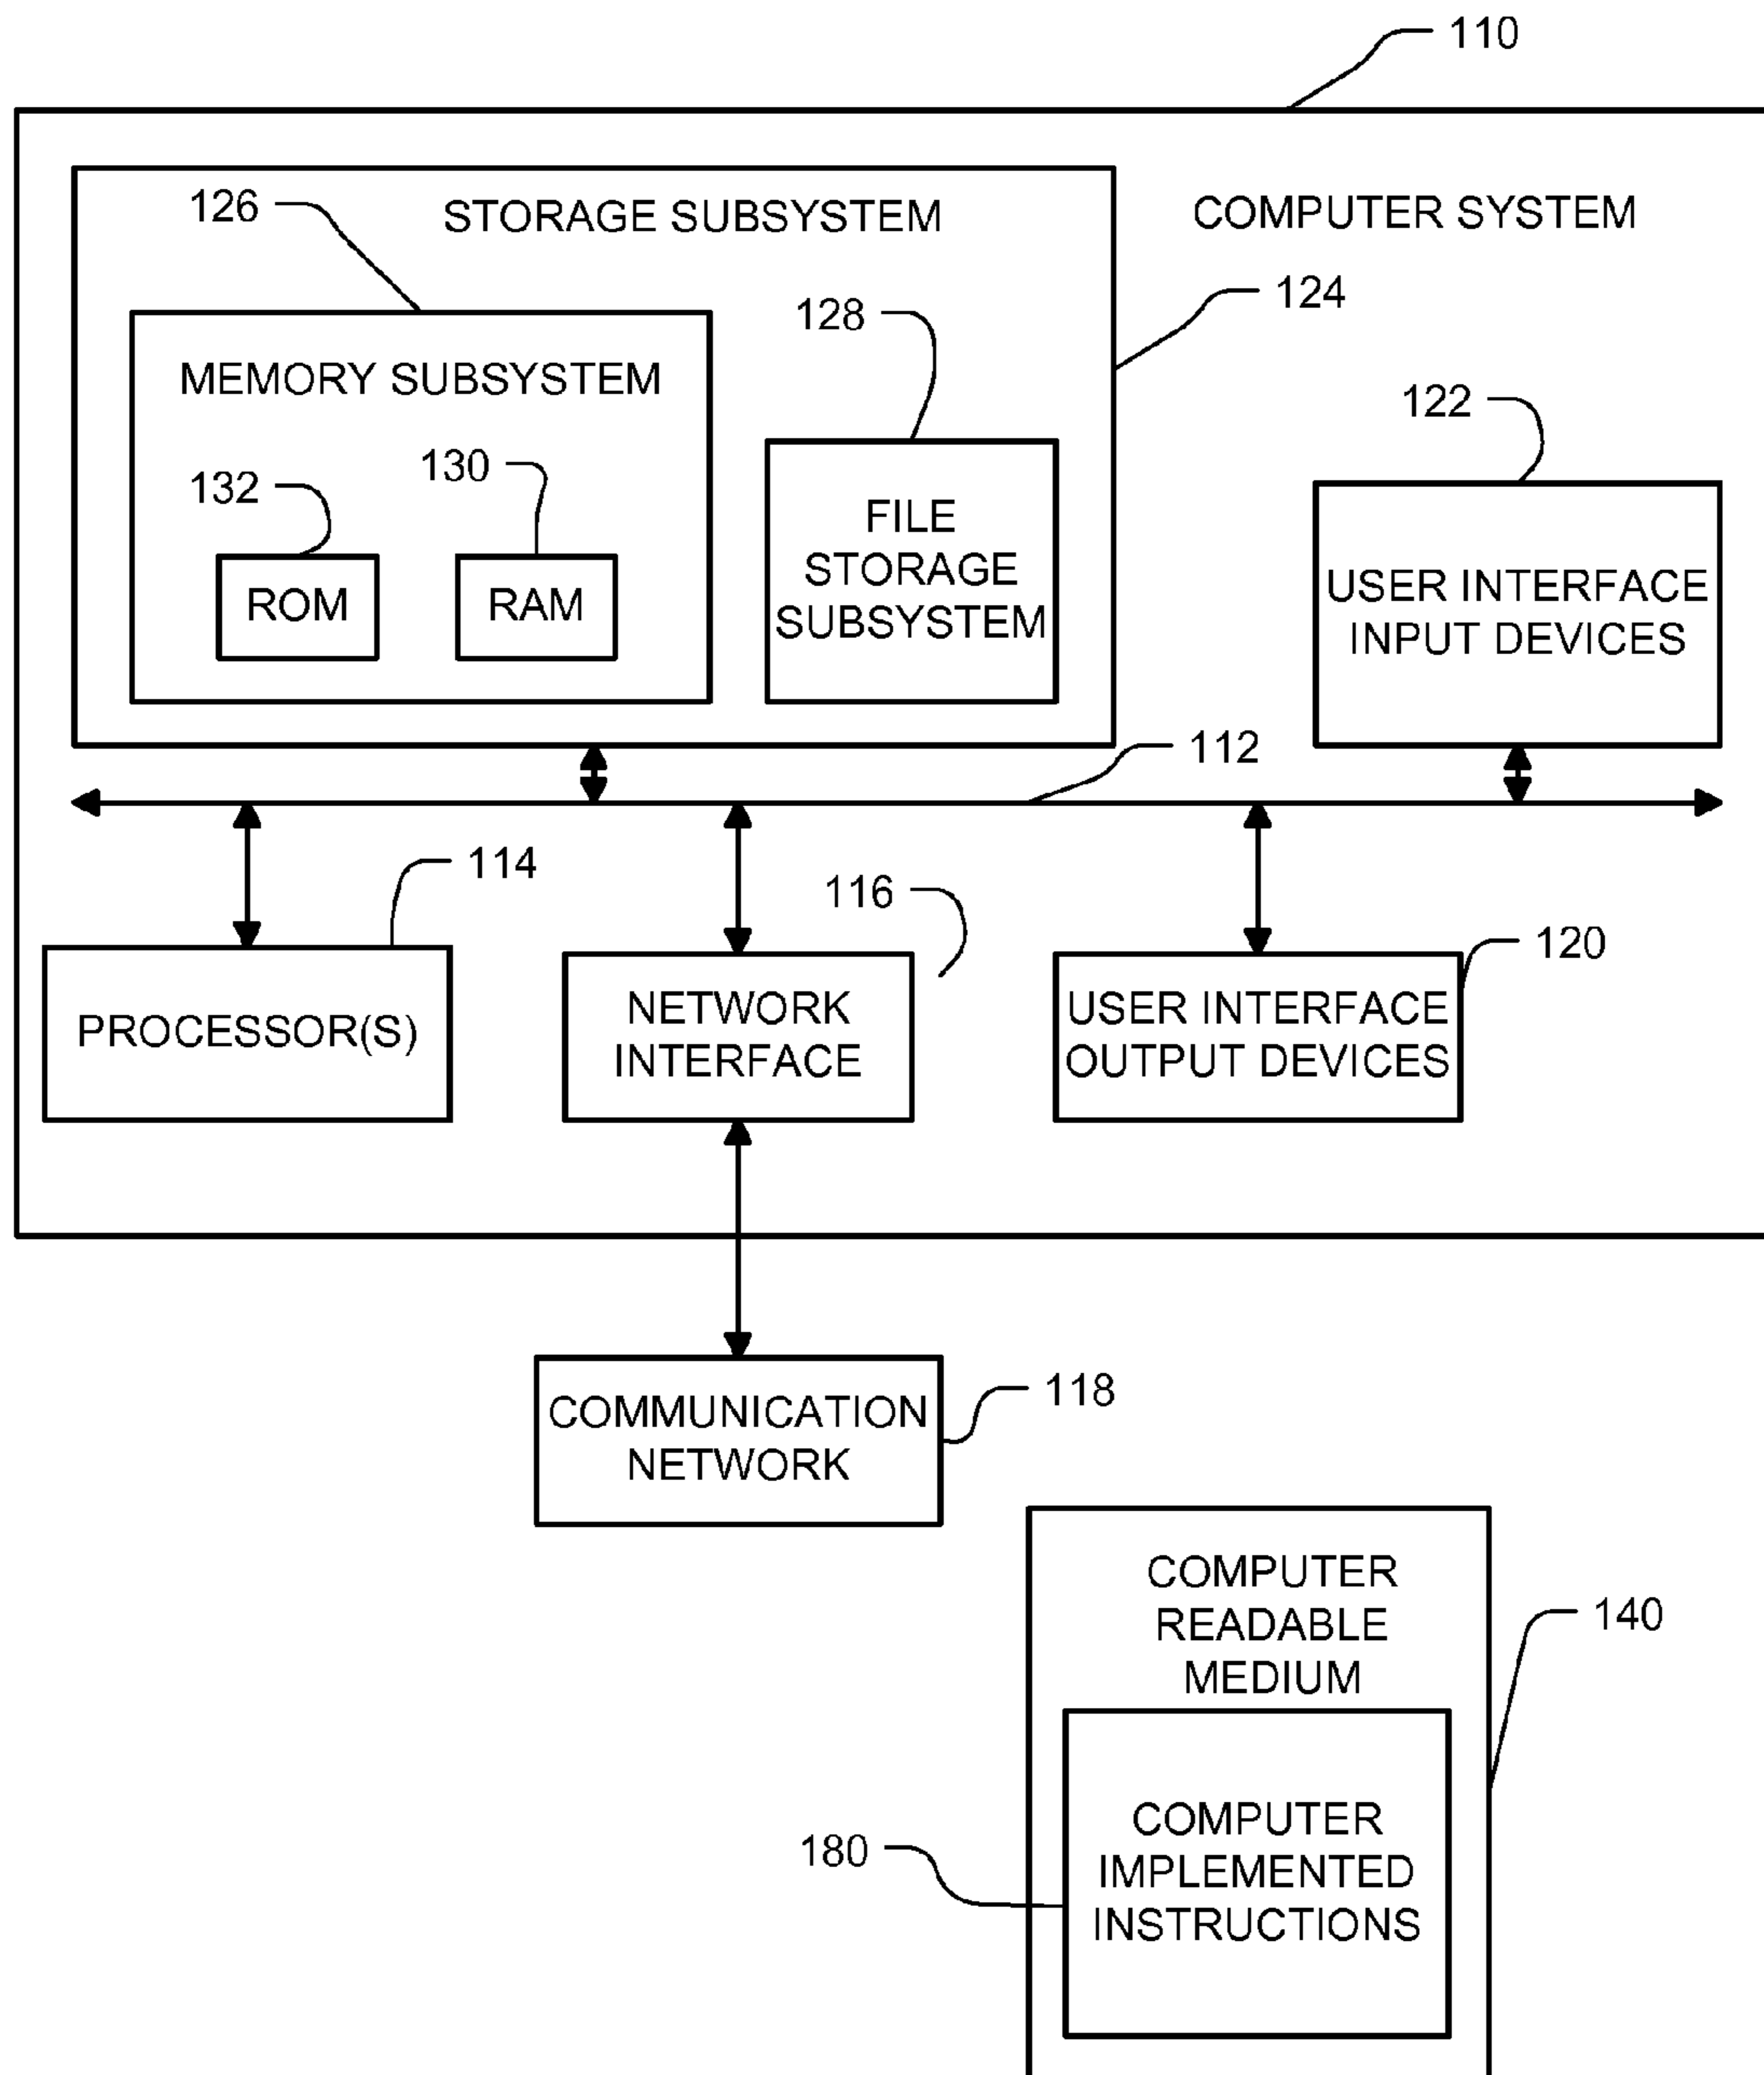 110
STORAGE SUBSYSTEM
COMPUTER SYSTEM
126
124
128
MEMORY SUBSYSTEM
122
132
130
ROM
RAM
FILE
STORAGE
SUBSYSTEM
USER INTERFACE
INPUT DEVICES
112
114
116
120
PROCESSOR(S)
NETWORK
INTERFACE
USER INTERFACE
OUTPUT DEVICES
COMMUNICATION
NETWORK
118
COMPUTER
READABLE
MEDIUM
140
180
COMPUTER
IMPLEMENTED
INSTRUCTIONS